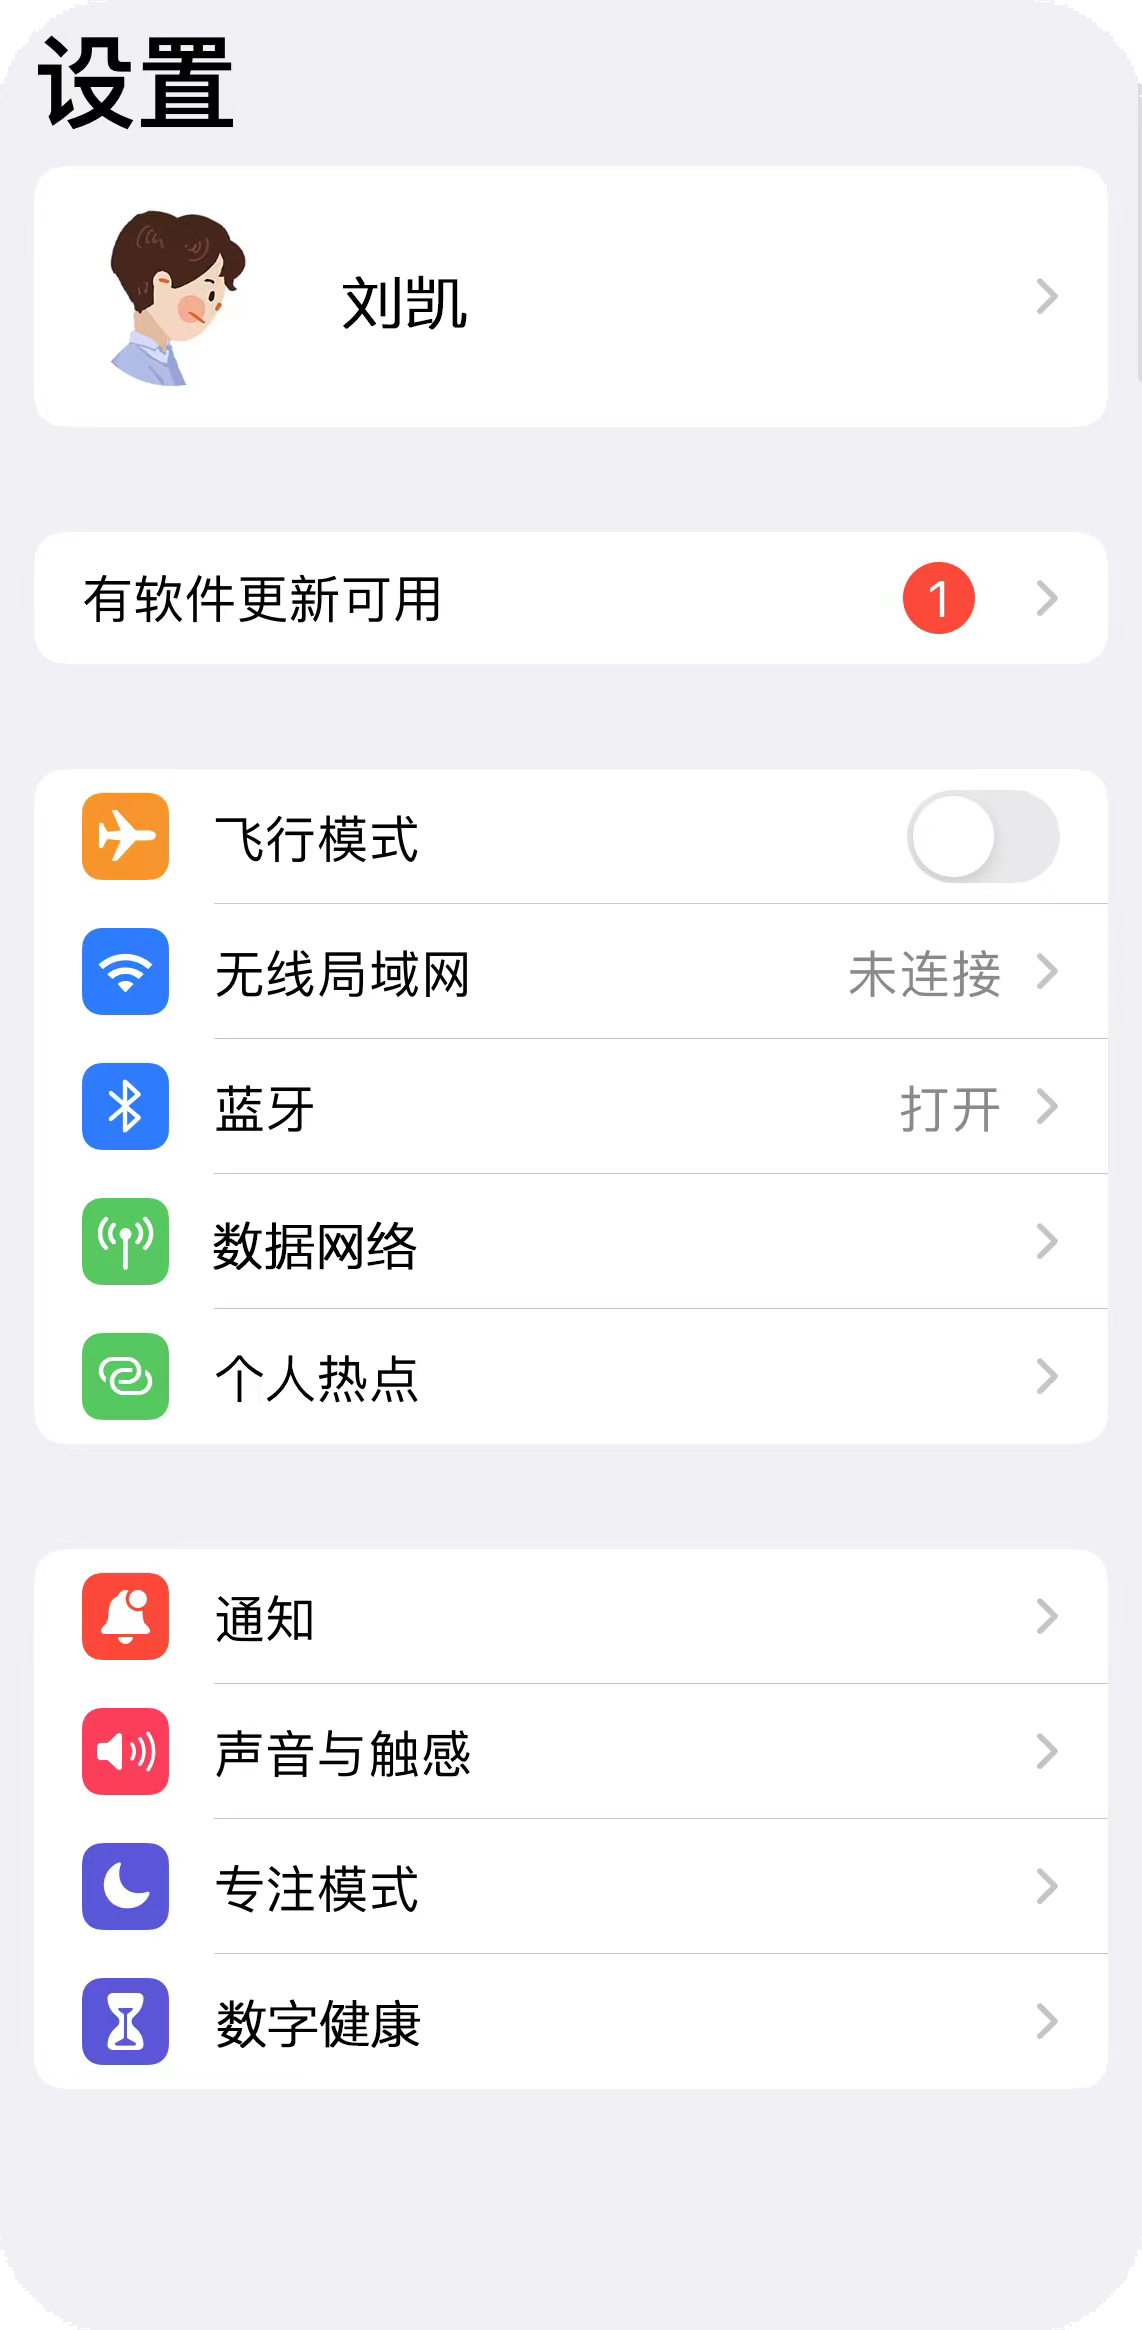 设置
刘凯
有软件更新可用 1
飞行模式
无线局域网 未连接
蓝牙 打开
数据网络
个人热点
通知
声音与触感
专注模式
数字健康